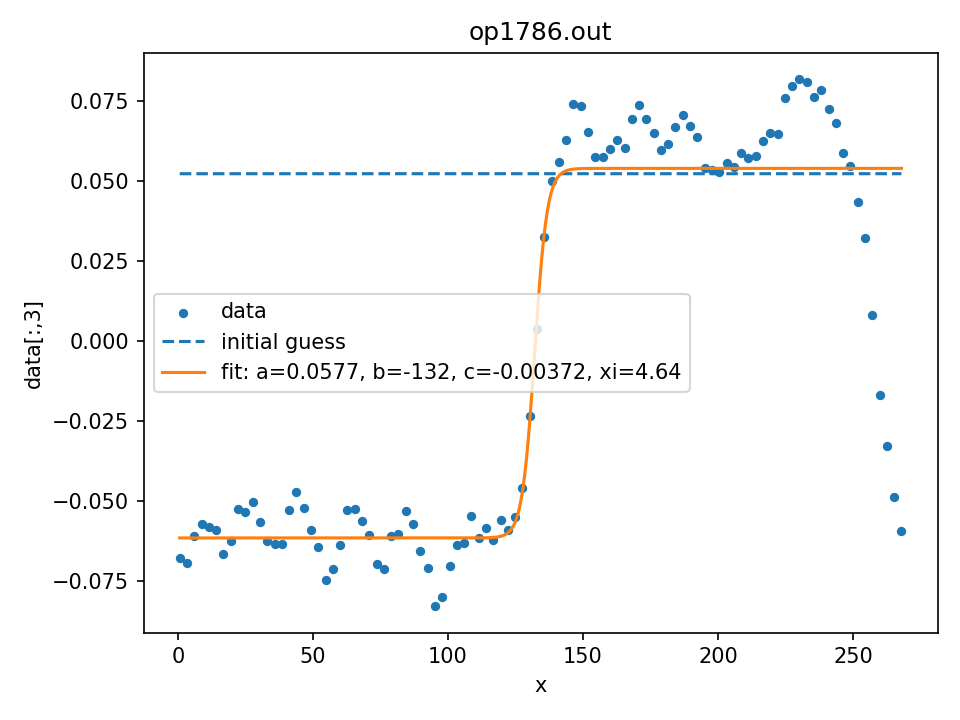 op1786.out
0.075
0.050
0.025
0.000
−0.025
−0.050
−0.075
data[:,3]
data
initial guess
fit: a=0.0577, b=-132, c=-0.00372, xi=4.64
0 50 100 150 200 250
x